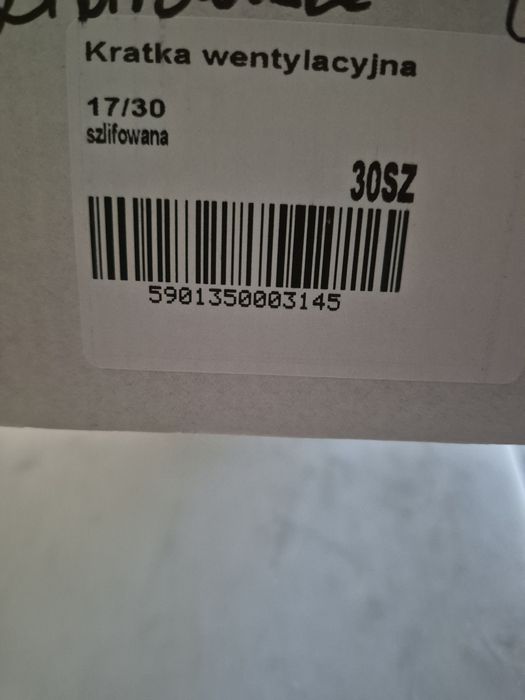 Kratka wentylacyjna
17/30
szlifowana
30SZ
5901350003145